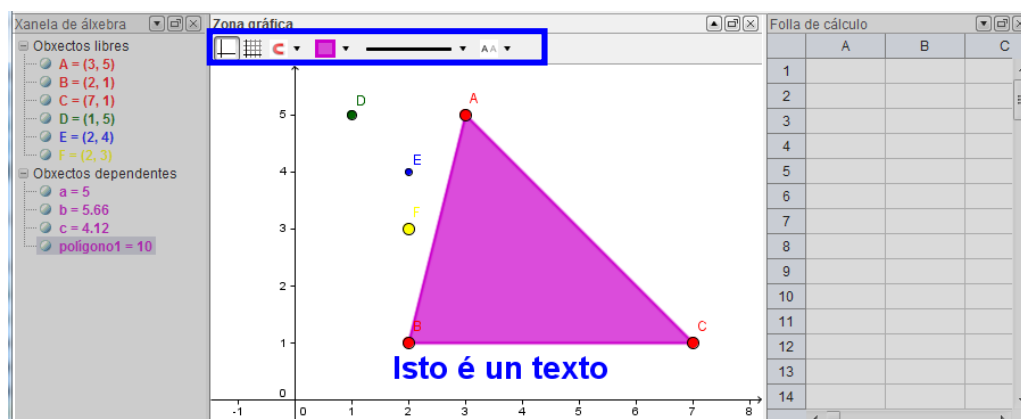 Xanela de álxebra
Obxectos libres
A = (3, 5)
B = (2, 1)
C = (7, 1)
D = (1, 5)
E = (2, 4)
F = (2, 3)
Obxectos dependentes
a = 5
b = 5.66
c = 4.12
polígono1 = 10
Zona gráfica
AA
D
A
E
F
B
C
5
4
3
2
1
0
-1
0
1
2
3
4
5
6
7
8
Isto é un texto
Folla de cálculo
A B C
1
2
3
4
5
6
7
8
9
10
11
12
13
14